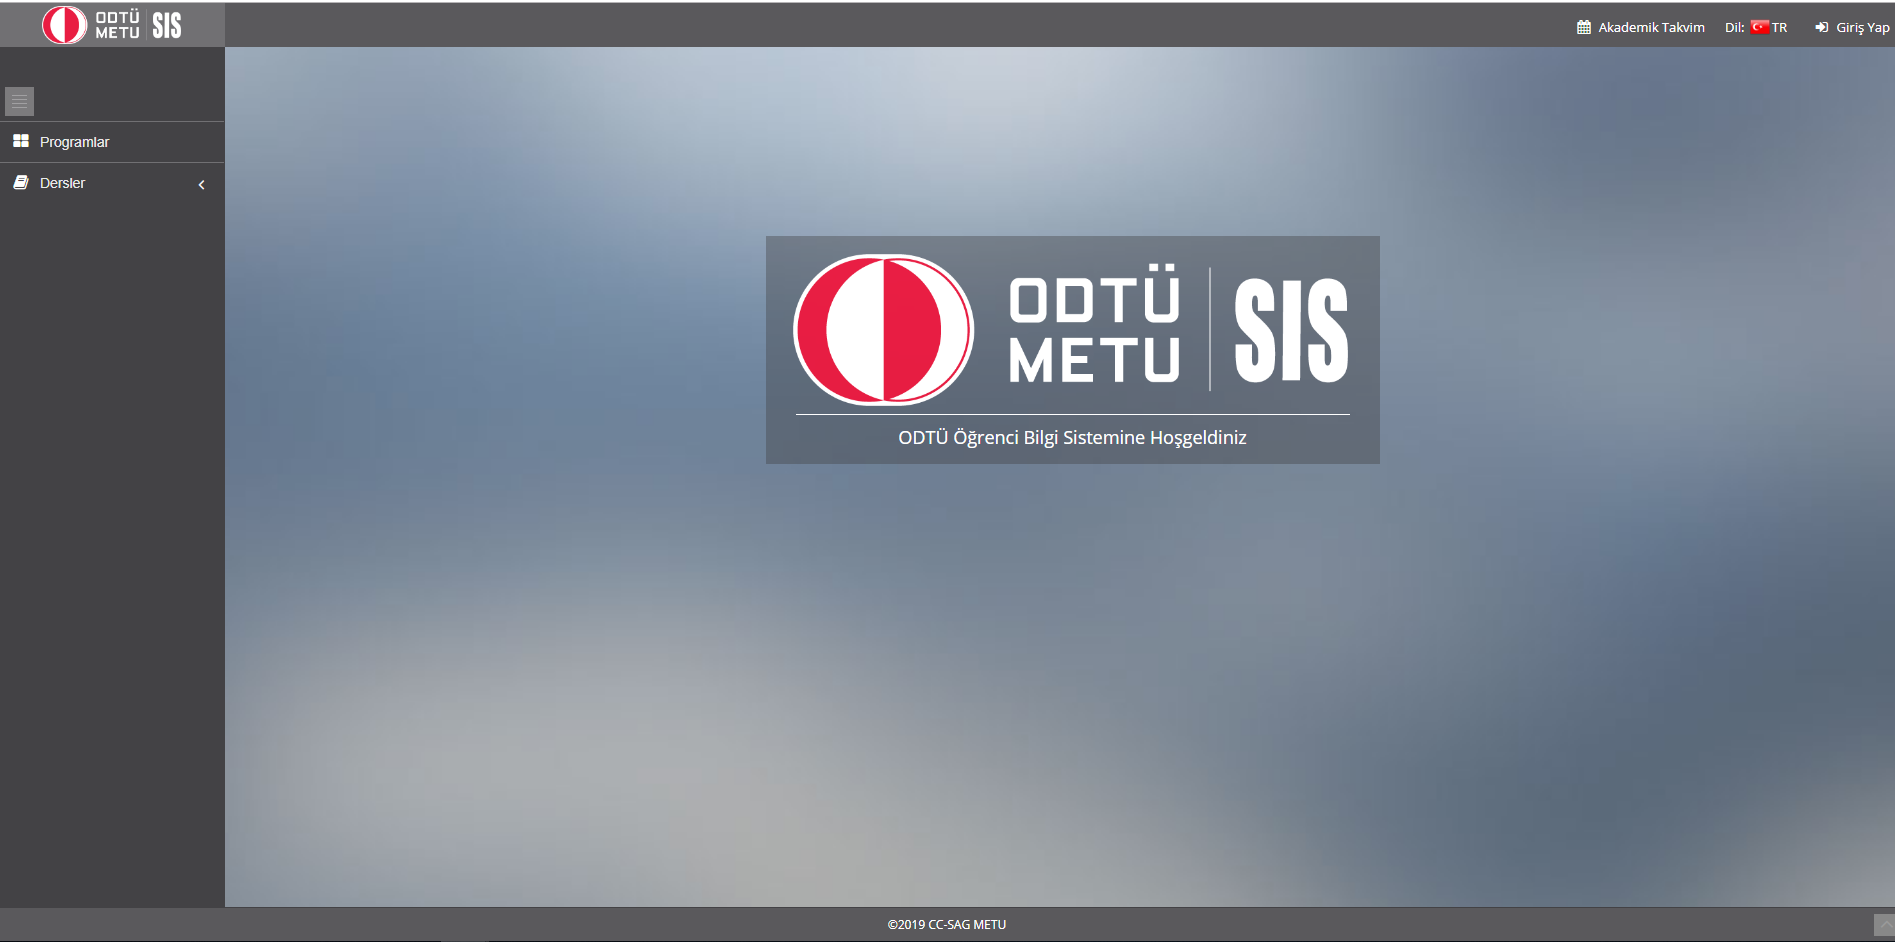 ODTÜ
METU
SIS
Akademik Takvim
Dil: TR
Giriş Yap
Programlar
Dersler
ODTÜ
METU
SIS
ODTÜ Öğrenci Bilgi Sistemine Hoşgeldiniz
©2019 CC-SAG METU